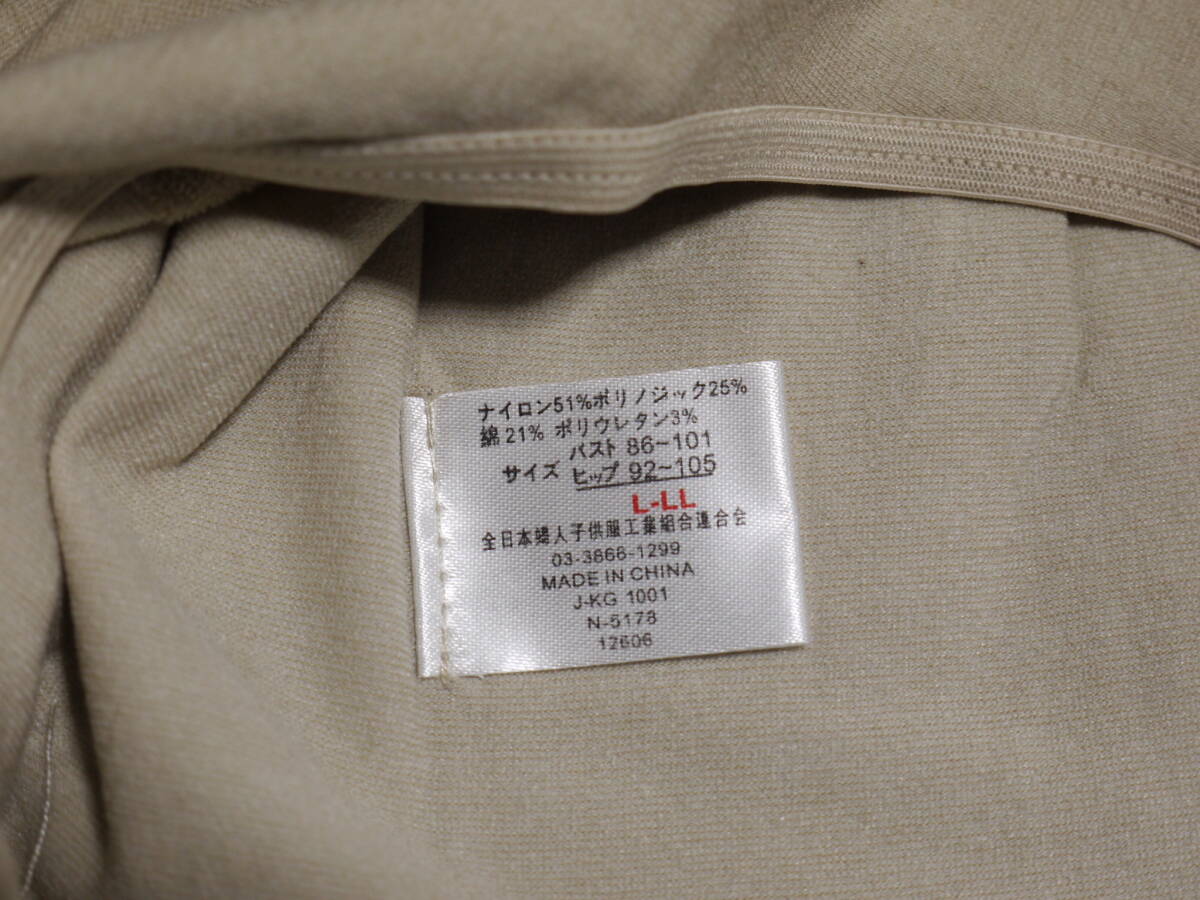 ナイロン51%ポリノジック25%
綿21% ポリウレタン3%
バスト 86~101
サイズ ヒップ 92~105
L-LL
全日本婦人子供服工業組合連合会
03-3868-1299
MADE IN CHINA
J-KG 1001
N-5178
12606